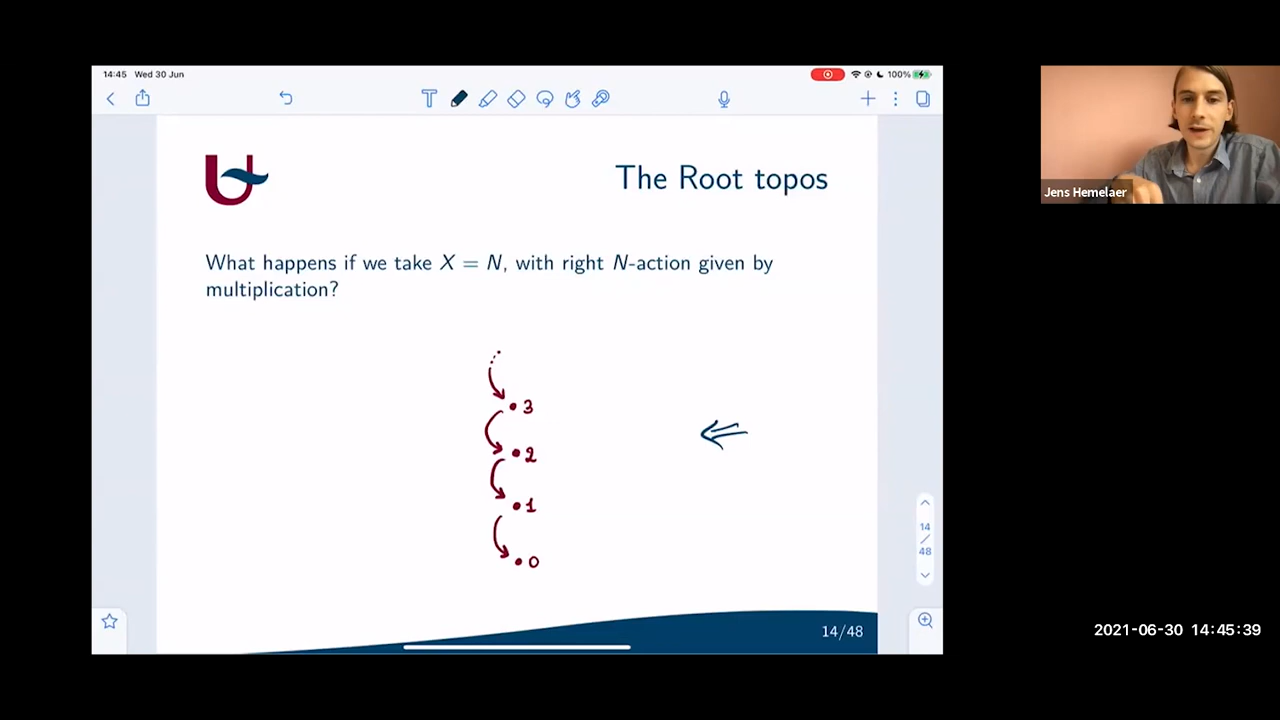 14:45 Wed 30 Jun
100%
The Root topos
What happens if we take X = N, with right N-action given by
multiplication?
3
2
1
0
14
48
14/48
Jens Hemelaer
2021-06-30 14:45:39